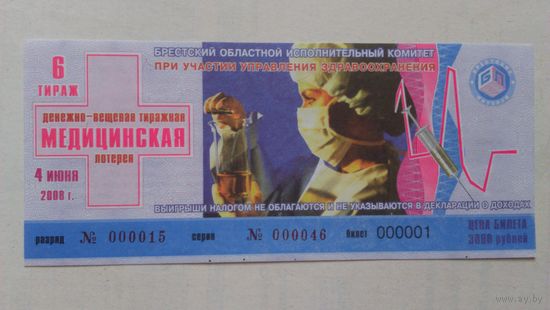 БРЕСТСКИЙ ОБЛАСТНОЙ ИСПОЛНИТЕЛЬНЫЙ КОМИТЕТ
ПРИ УЧАСТИИ УПРАВЛЕНИЯ ЗДРАВООХРАНЕНИЯ
6
ТИРАЖ
денежно-вещевая тиражная
МЕДИЦИНСКАЯ
лотерея
4 ИЮНЯ
2008 г.
ВЫИГРЫШИ НАЛОГОМ НЕ ОБЛАГАЮТСЯ И НЕ УКАЗЫВАЮТСЯ В ДЕКЛАРАЦИИ О ДОХОДАХ
разряд № 000015 серия № 000046 билет 000001
ЦЕНА БИЛЕТА
3000 рублей
ay.by